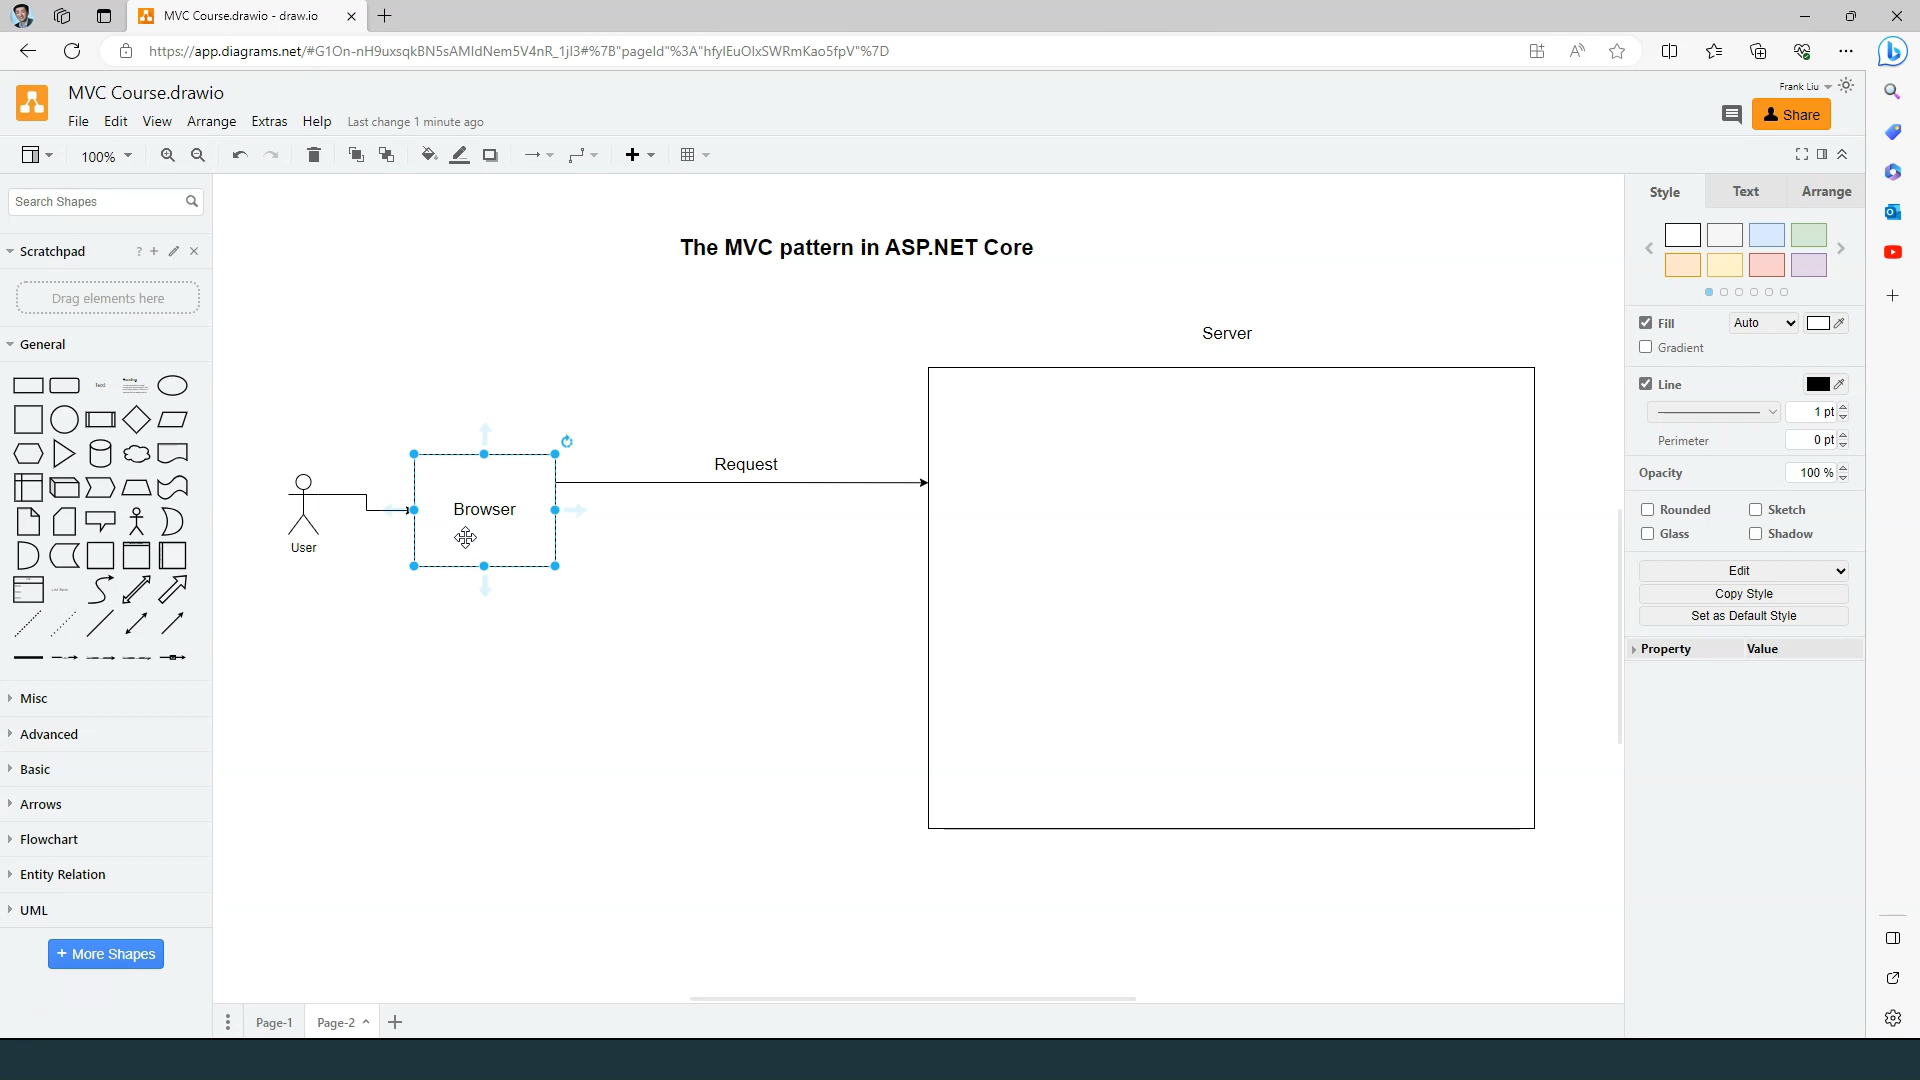 MVC Course.drawio - draw.io
https://app.diagrams.net/#G1On-nH9uxsqkBN5sAMIdNem5V4nR_1jI3#%7B"pageId"%3A"hfyIEuOIxSWRmKao5fpV"%7D
MVC Course.drawio
Frank Liu
File Edit View Arrange Extras Help Last change 1 minute ago
Share
100%
Search Shapes
Style Text Arrange
Scratchpad
?
The MVC pattern in ASP.NET Core
Drag elements here
Fill Auto
Server
General
Gradient
Text
Heading
Line
1 pt
Perimeter 0 pt
Request
Opacity 100 %
Browser
Rounded Sketch
User
Glass Shadow
Edit
Copy Style
Set as Default Style
Property Value
Misc
Advanced
Basic
Arrows
Flowchart
Entity Relation
UML
+ More Shapes
Page-1 Page-2